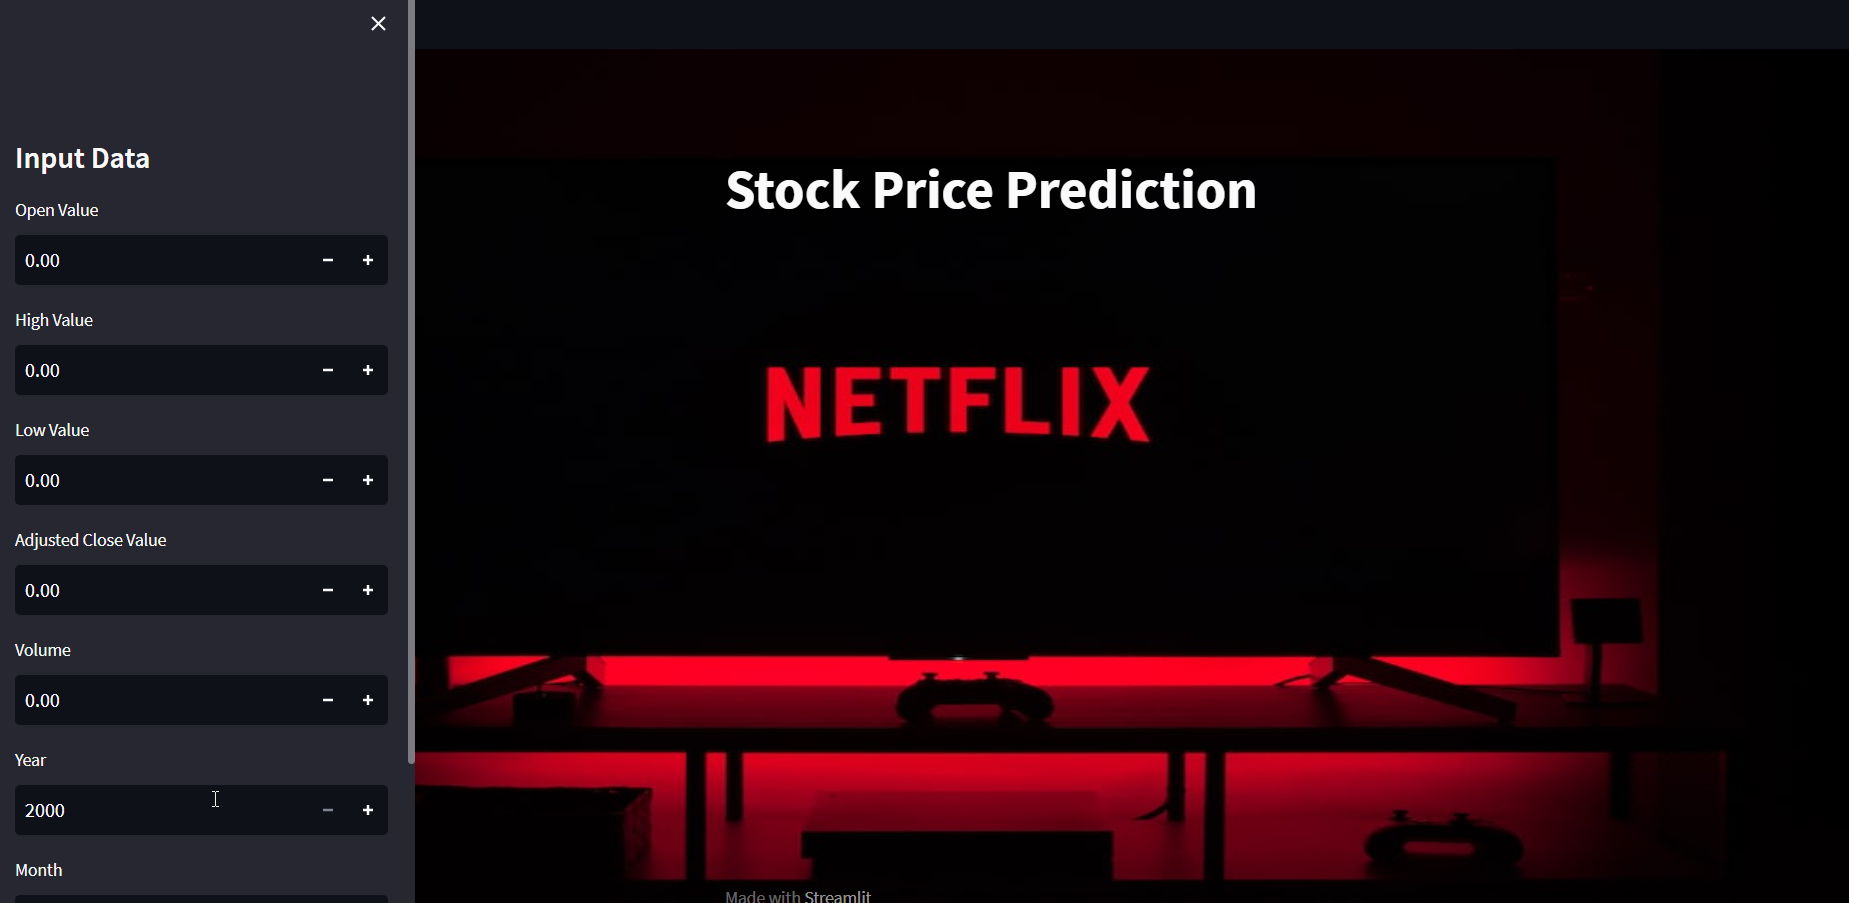 Input Data
Open Value
0.00
High Value
0.00
Low Value
0.00
Adjusted Close Value
0.00
Volume
0.00
Year
2000
Month
Stock Price Prediction
NETFLIX
Made with Streamlit